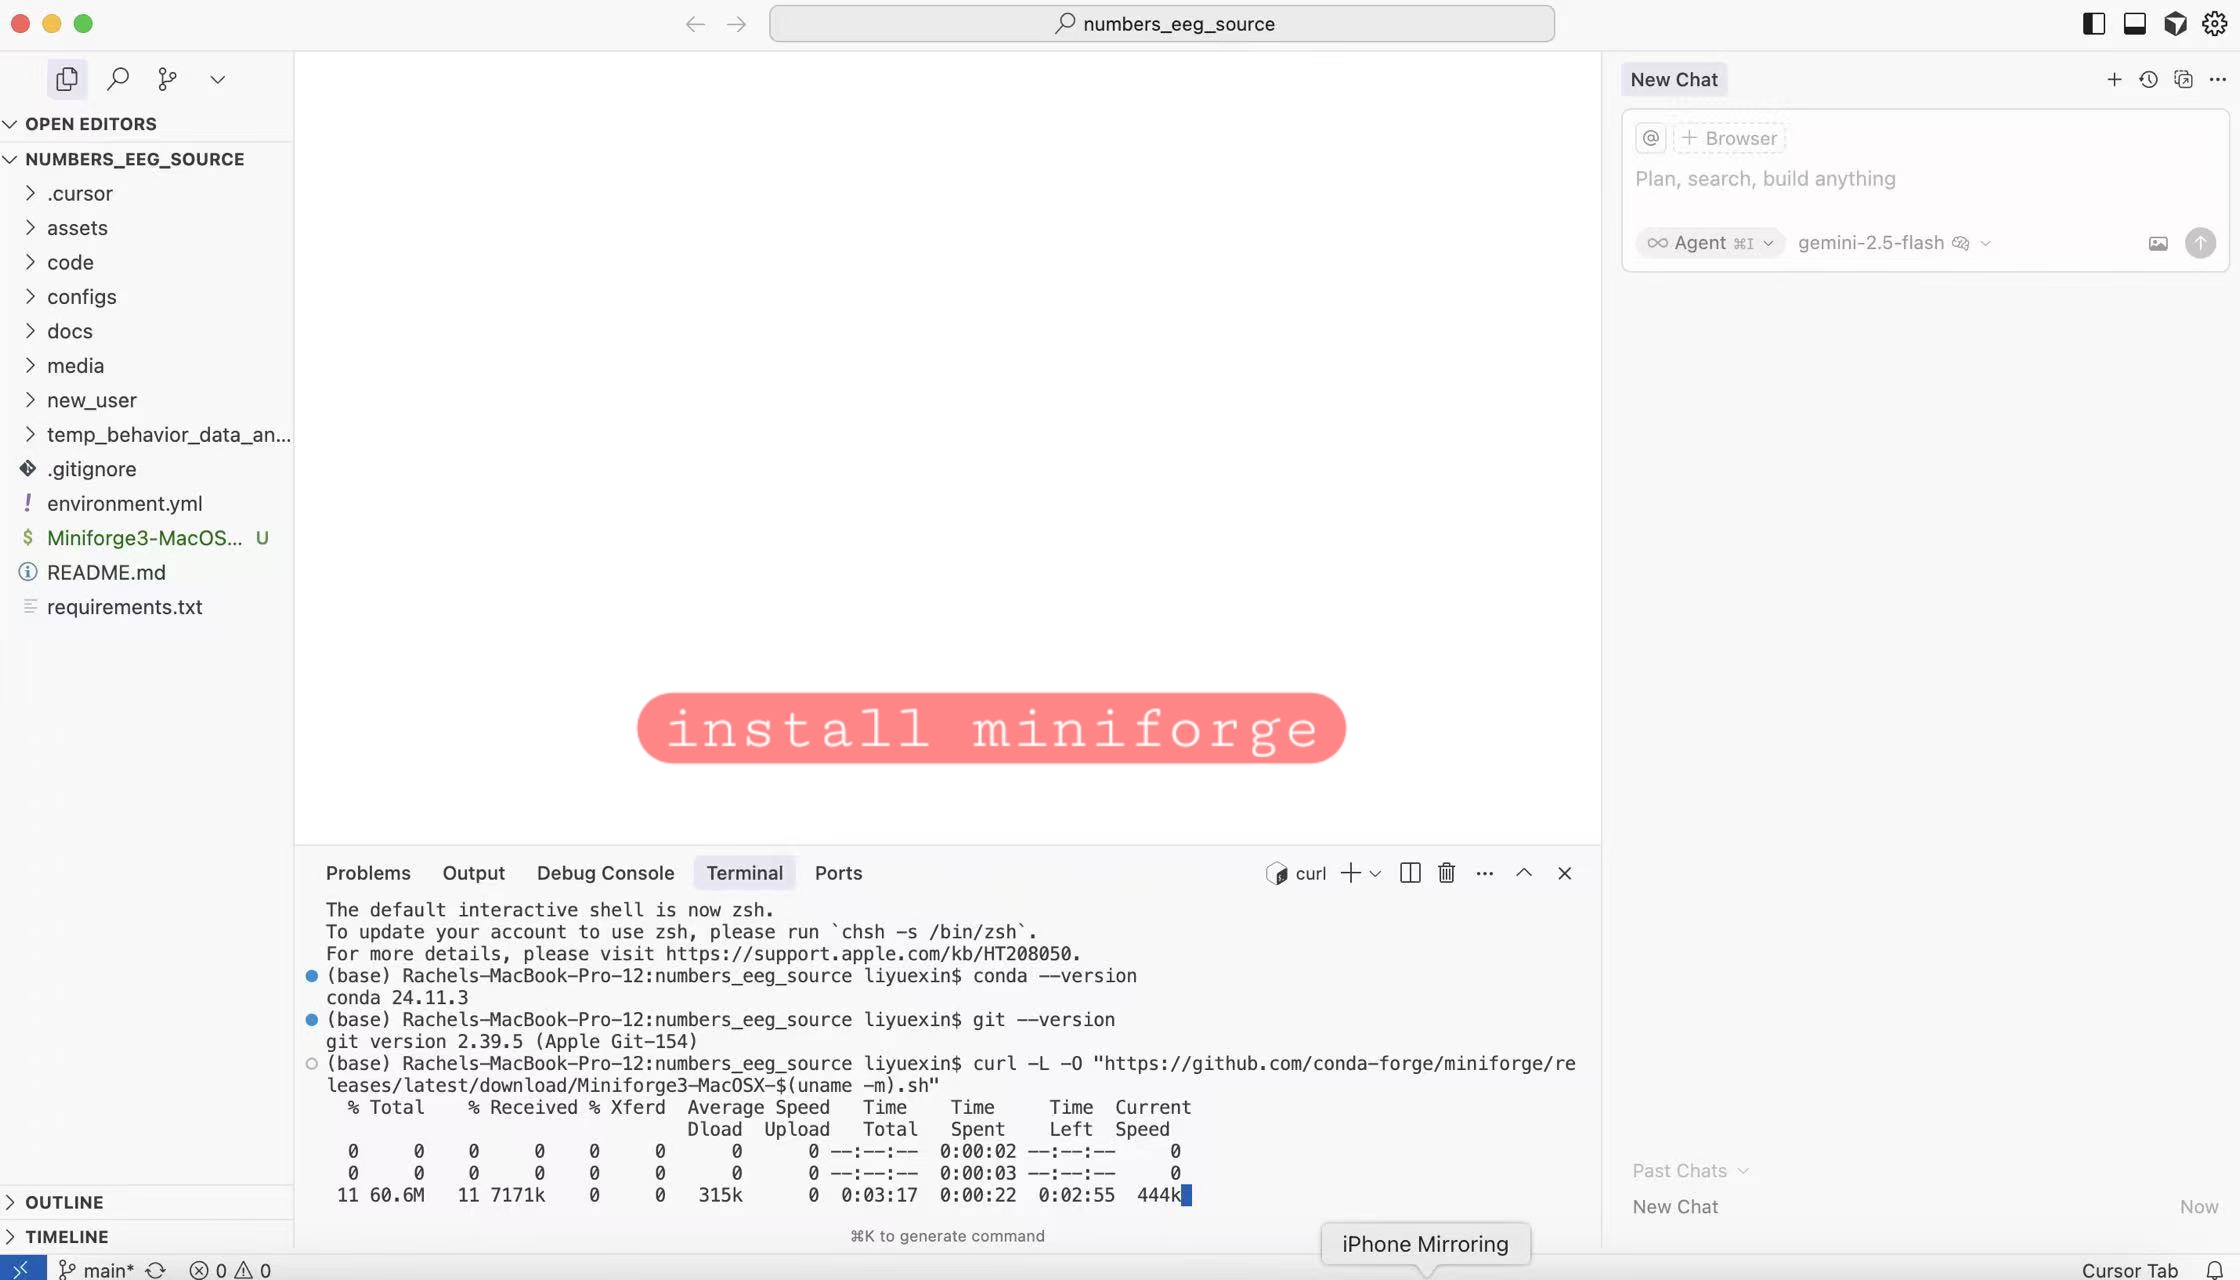 numbers_eeg_source
OPEN EDITORS
NUMBERS_EEG_SOURCE
.cursor
assets
code
configs
docs
media
new_user
temp_behavior_data_an...
.gitignore
! environment.yml
$ Miniforge3-MacOS... U
README.md
requirements.txt
OUTLINE
TIMELINE
install miniforge
Problems Output Debug Console Terminal Ports
curl
The default interactive shell is now zsh.
To update your account to use zsh, please run `chsh -s /bin/zsh`.
For more details, please visit https://support.apple.com/kb/HT208050.
(base) Rachels-MacBook-Pro-12:numbers_eeg_source liyuexin$ conda --version
conda 24.11.3
(base) Rachels-MacBook-Pro-12:numbers_eeg_source liyuexin$ git --version
git version 2.39.5 (Apple Git-154)
(base) Rachels-MacBook-Pro-12:numbers_eeg_source liyuexin$ curl -L -O "https://github.com/conda-forge/miniforge/re
leases/latest/download/Miniforge3-MacOSX-$(uname -m).sh"
% Total % Received % Xferd Average Speed Time Time Time Current
Dload Upload Total Spent Left Speed
0 0 0 0 0 0 0 0 --:--:-- 0:00:02 --:--:-- 0
0 0 0 0 0 0 0 0 --:--:-- 0:00:03 --:--:-- 0
11 60.6M 11 7171k 0 0 315k 0 0:03:17 0:00:22 0:02:55 444k
⌘K to generate command
New Chat
@ + Browser
Plan, search, build anything
Agent ⌘I gemini-2.5-flash
Past Chats
New Chat Now
iPhone Mirroring
main* 0 0
Cursor Tab